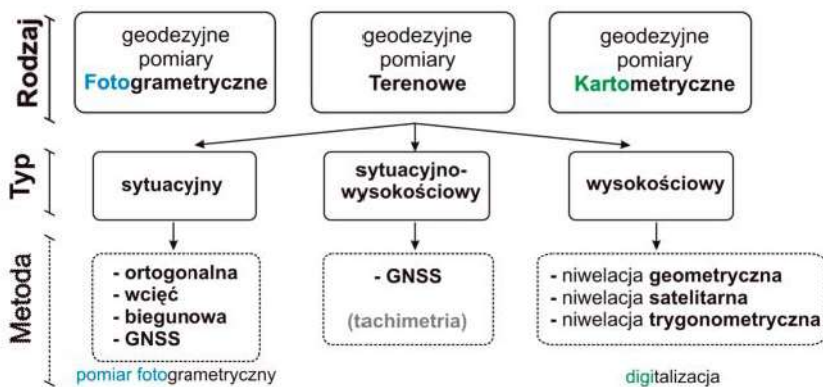 Rodzaj
geodezyjne
pomiary
Fotogrametryczne
geodezyjne
pomiary
Terenowe
geodezyjne
pomiary
Kartometryczne
Typ
sytuacyjny
sytuacyjno-
wysokościowy
wysokościowy
Metoda
- ortogonalna
- wcięć
- biegunowa
- GNSS
- GNSS
(tachimetria)
- niwelacja geometryczna
- niwelacja satelitarna
- niwelacja trygonometryczna
pomiar fotogrametryczny
digitalizacja